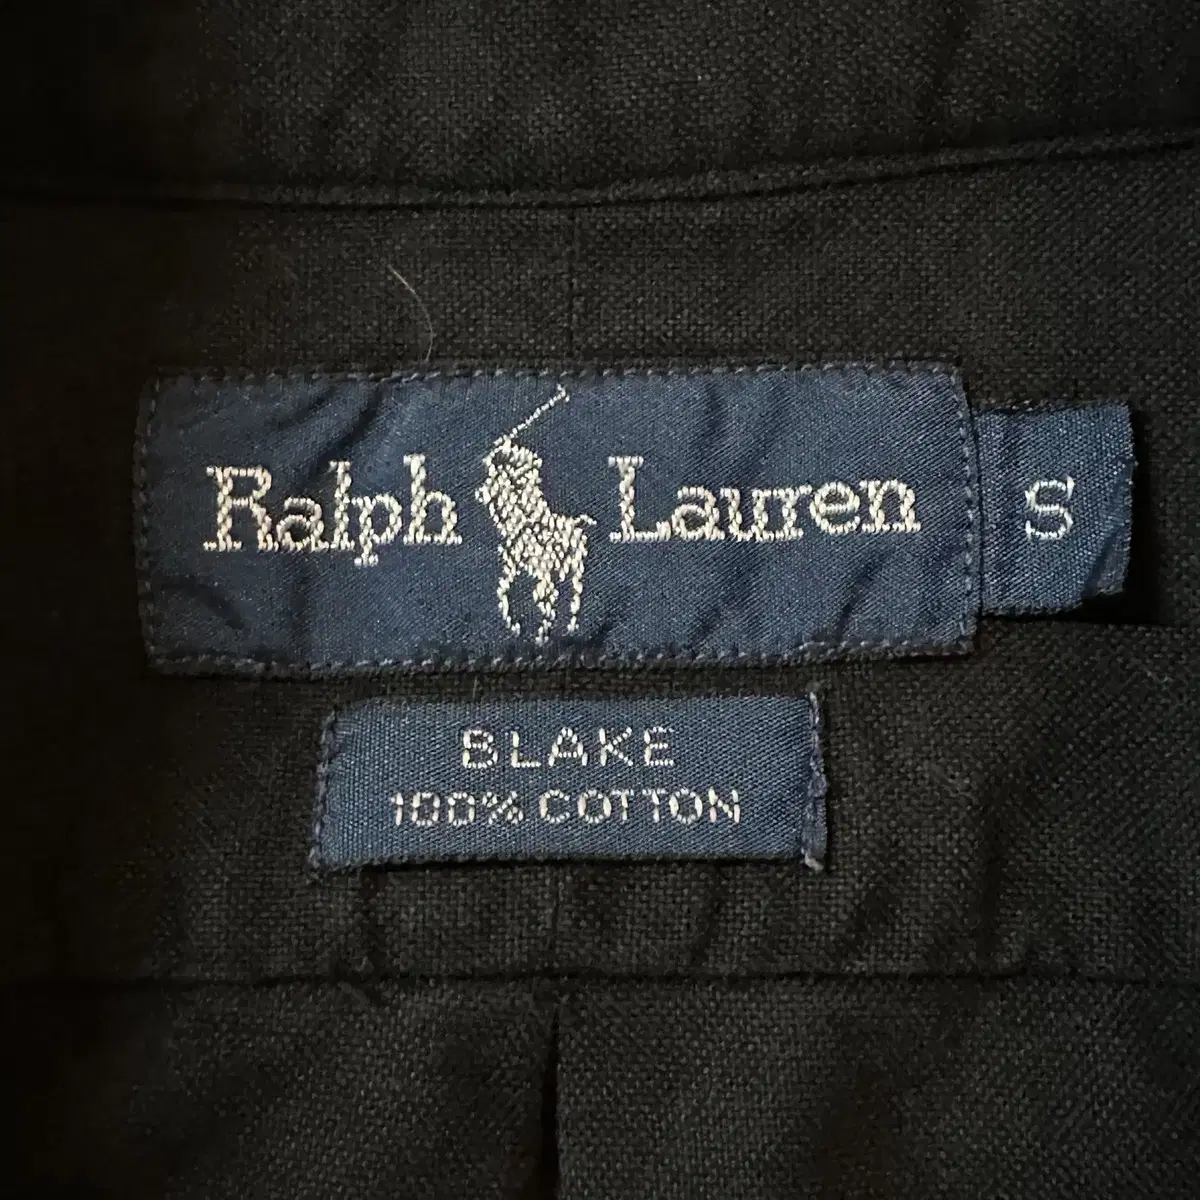 Ralph Lauren S
BLAKE
100% COTTON